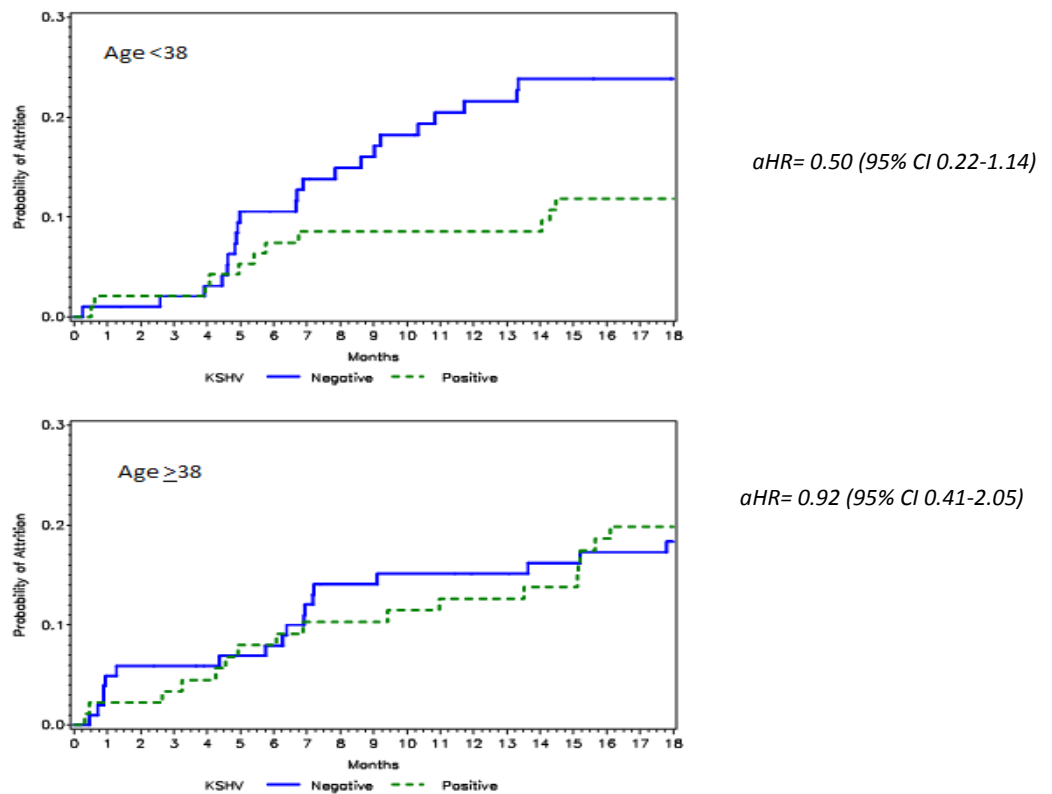 0.3
Age <38
0.2
Probability of Attrition
aHR= 0.50 (95% CI 0.22-1.14)
0.1
0.0
0 1 2 3 4 5 6 7 8 9 10 11 12 13 14 15 16 17 18
Months
KSHV Negative Positive
0.3
Age ≥38
aHR= 0.92 (95% CI 0.41-2.05)
0.2
Probability of Attrition
0.1
0.0
0 1 2 3 4 5 6 7 8 9 10 11 12 13 14 15 16 17 18
Months
KSHV Negative Positive